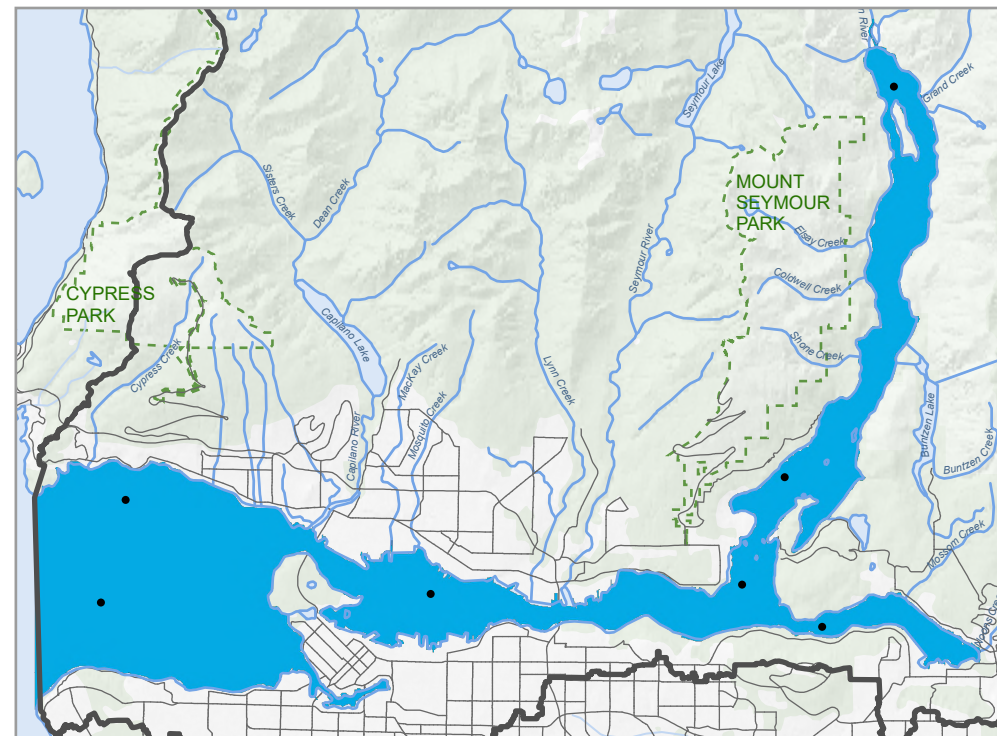 River
Grand Creek
Seymour Lake
MOUNT
SEYMOUR
PARK
Sisters Creek
Dean Creek
Elsay Creek
Seymour River
Coldwell Creek
CYPRESS
PARK
Capilano Lake
Cypress Creek
Shone Creek
MacKay Creek
Lynn Creek
Mosquito Creek
Buntzen Lake
Capilano River
Buntzen Creek
Mossom Creek